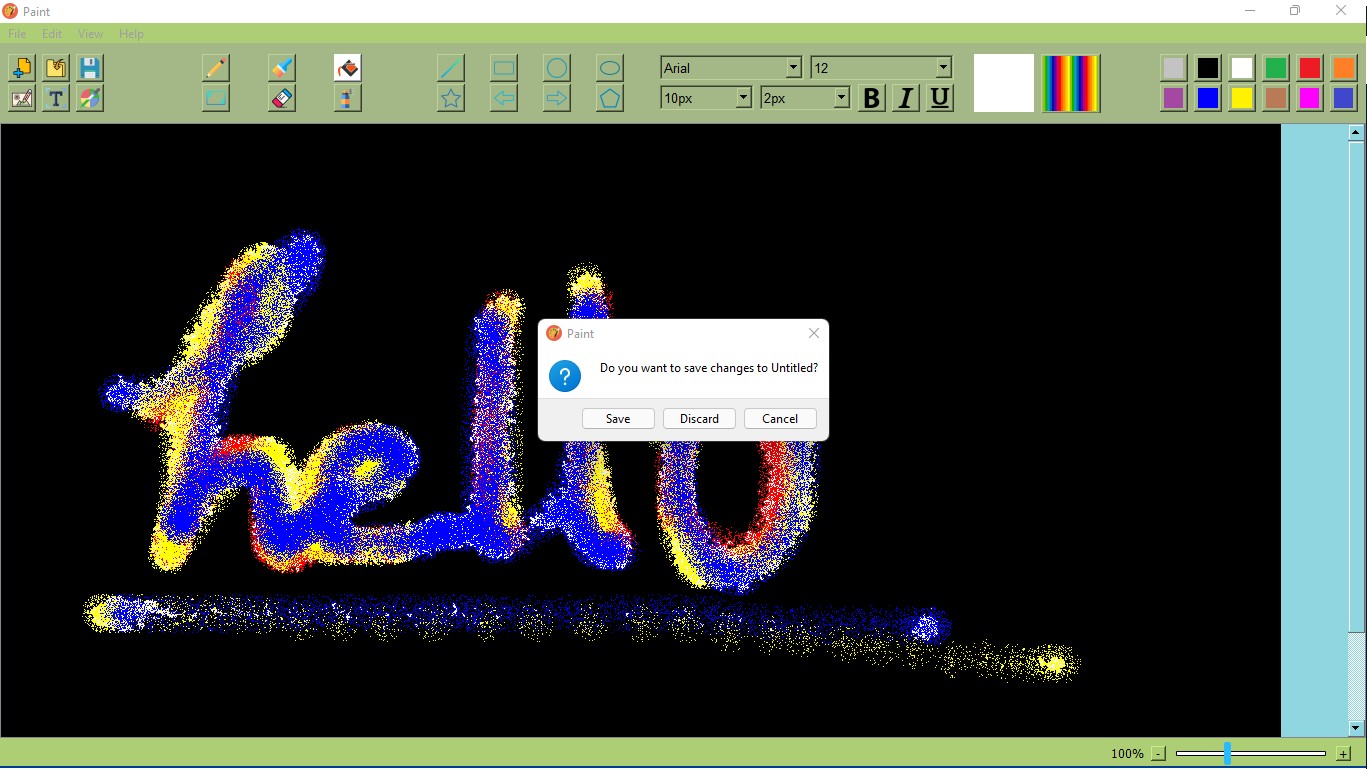 Paint
File Edit View Help
Arial 12
10px 2px B I U
T
hello
Paint
Do you want to save changes to Untitled?
Save Discard Cancel
100% - +